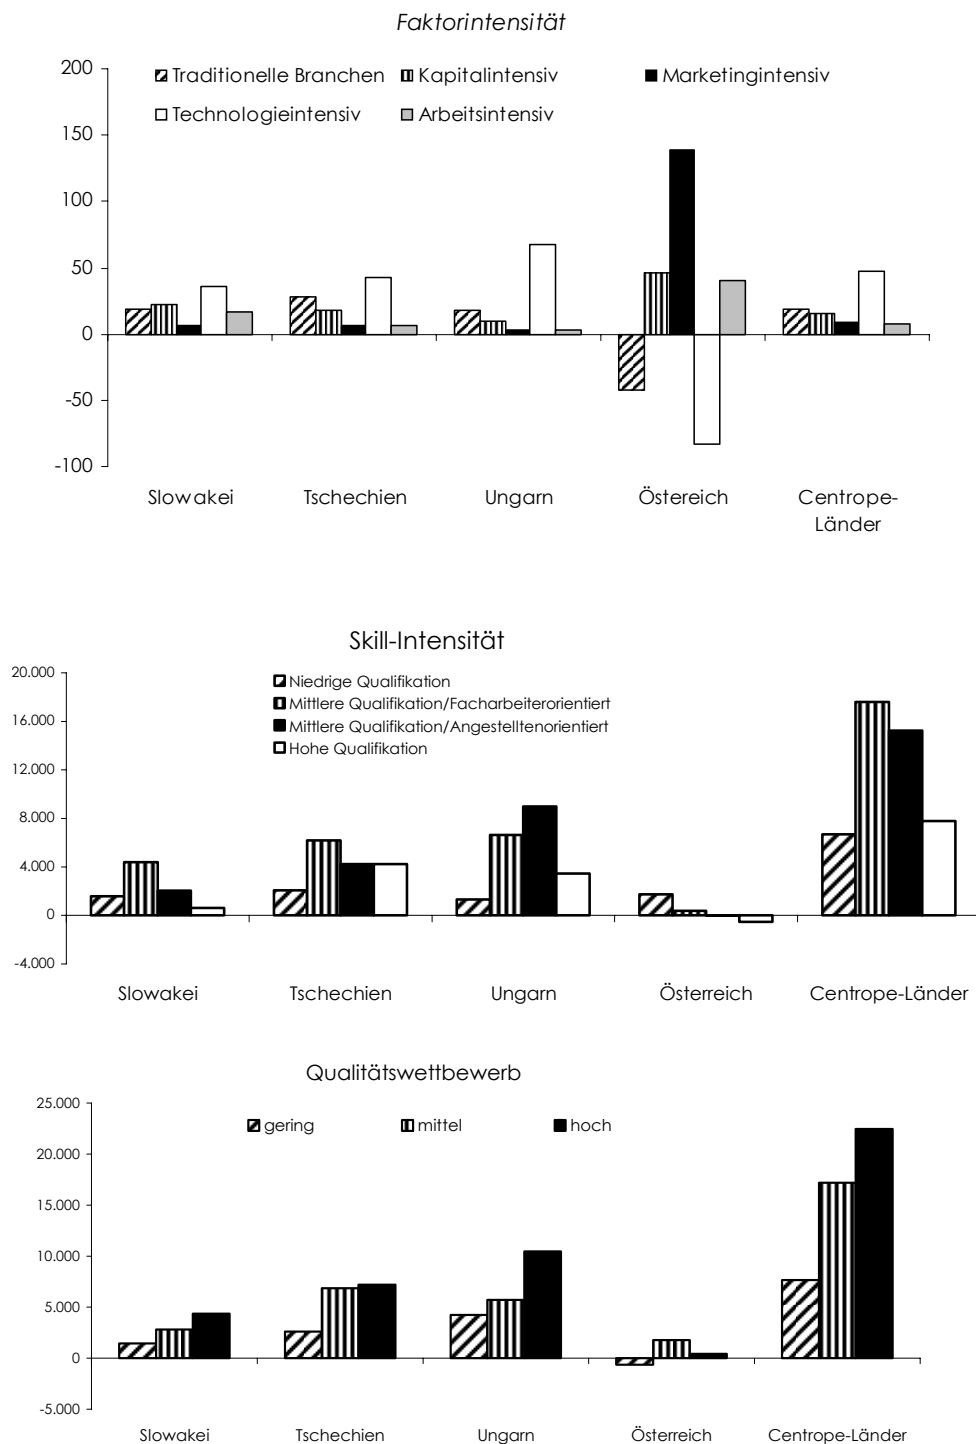 Faktorintensität
200
Traditionelle Branchen Kapitalintensiv Marketingintensiv
150
Technologieintensiv Arbeitsintensiv
100
50
0
-50
-100
Slowakei Tschechien Ungarn Östereich Centrope-
Länder
Skill-Intensität
20.000
Niedrige Qualifikation
Mittlere Qualifikation/Facharbeiterorientiert
16.000
Mittlere Qualifikation/Angestelltenorientiert
Hohe Qualifikation
12.000
8.000
4.000
0
-4.000
Slowakei Tschechien Ungarn Österreich Centrope-Länder
Qualitätswettbewerb
25.000
gering mittel hoch
20.000
15.000
10.000
5.000
0
-5.000
Slowakei Tschechien Ungarn Österreich Centrope-Länder